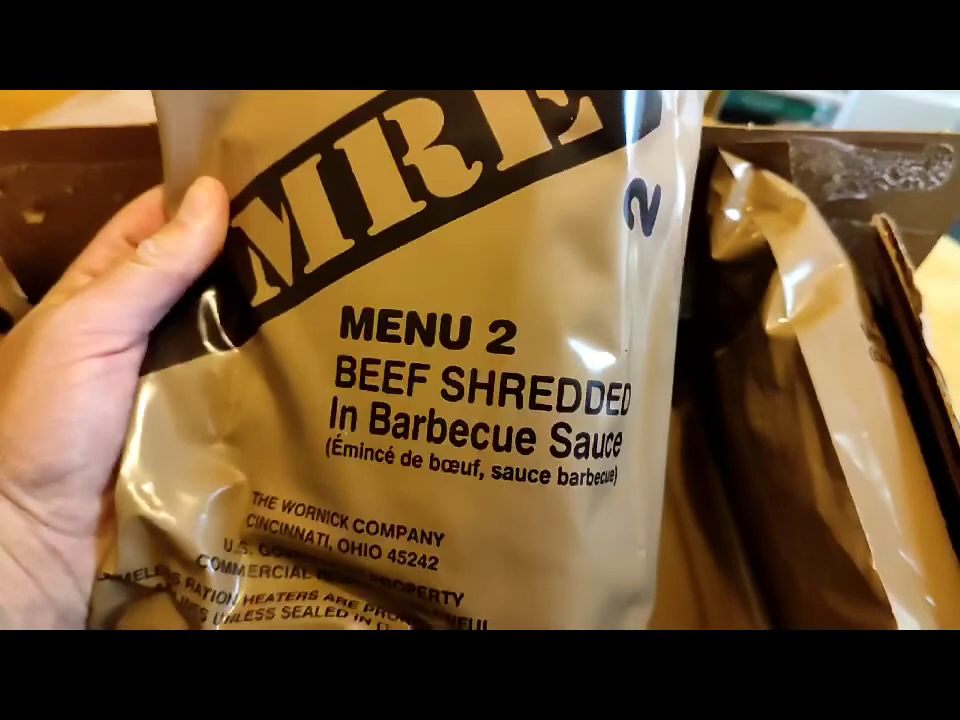 MRE
2
MENU 2
BEEF SHREDDED
In Barbecue Sauce
(Émincé de bœuf, sauce barbecue)
THE WORNICK COMPANY
CINCINNATI, OHIO 45242
U.S.
COMMERCIAL PROPERTY
RATION HEATERS ARE
UNLESS SEALED IN